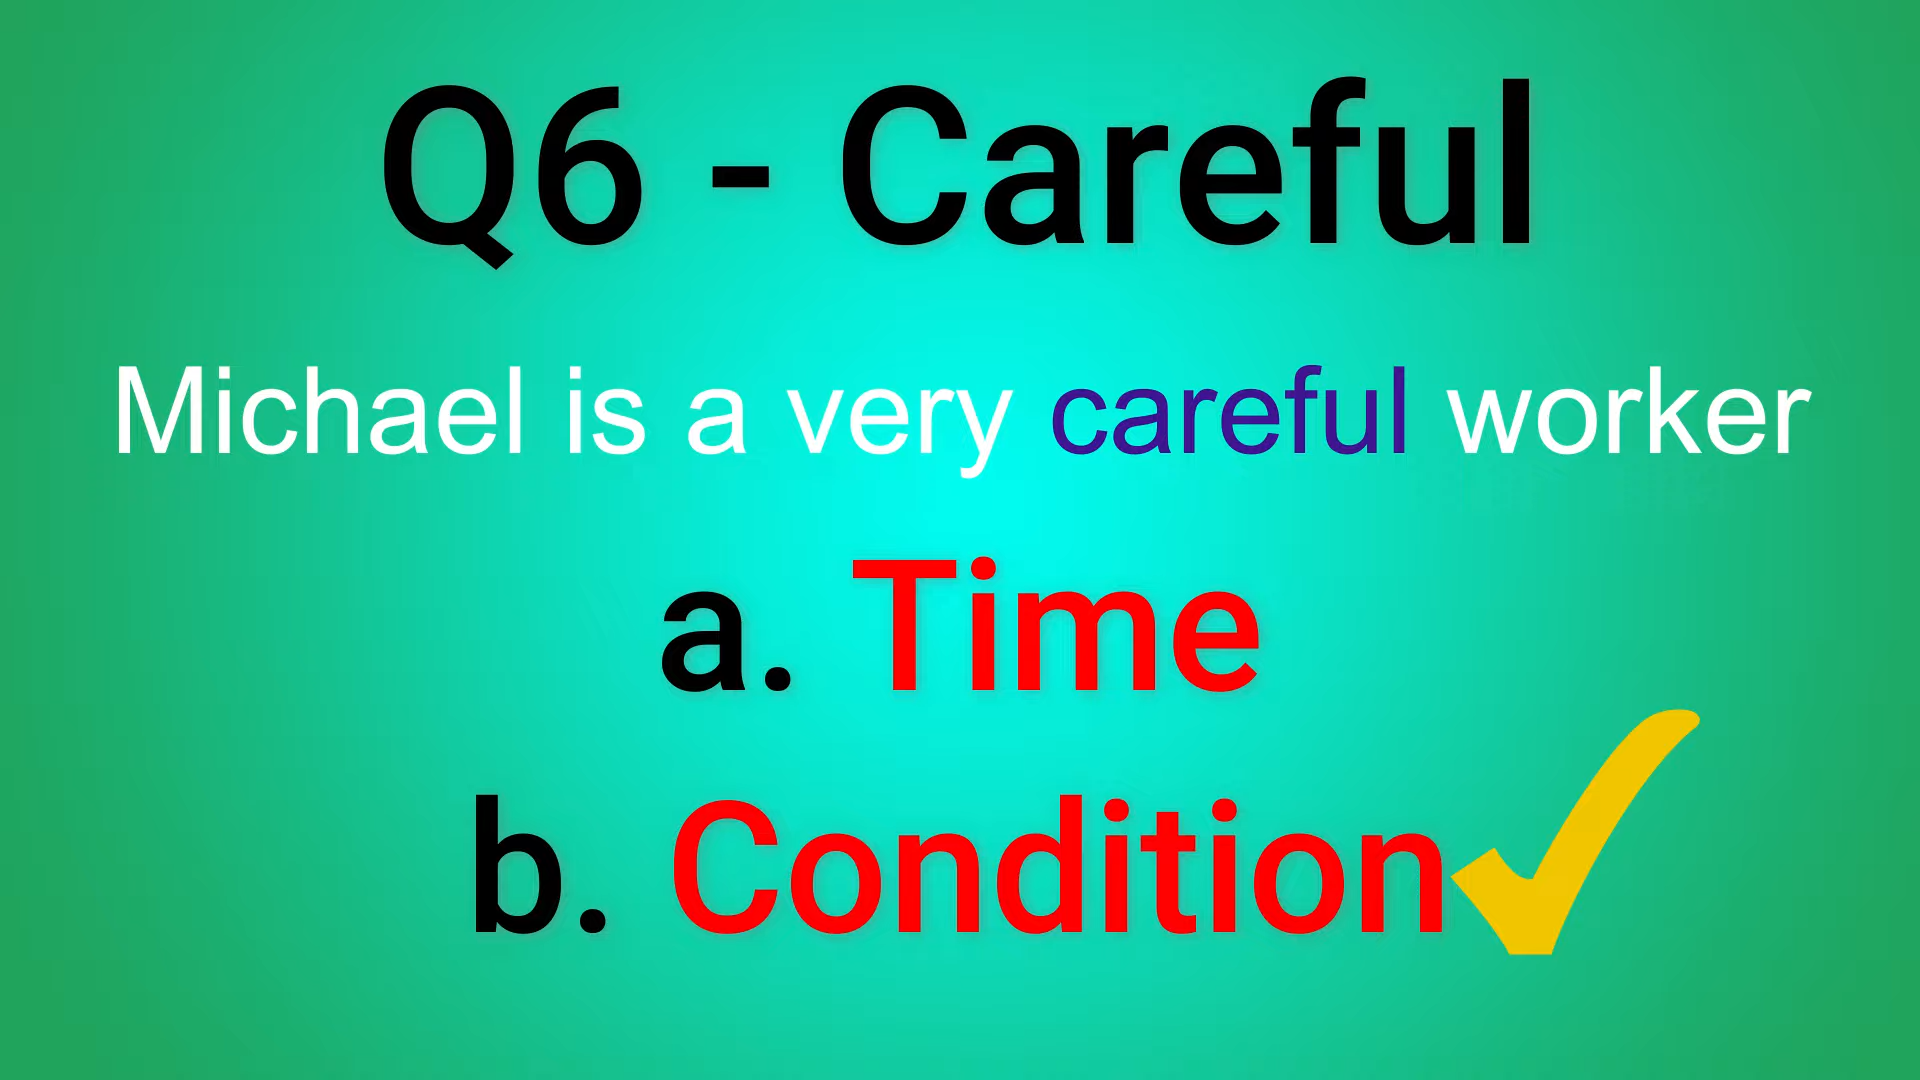 Q6 - Careful
Michael is a very careful worker
a. Time
b. Condition